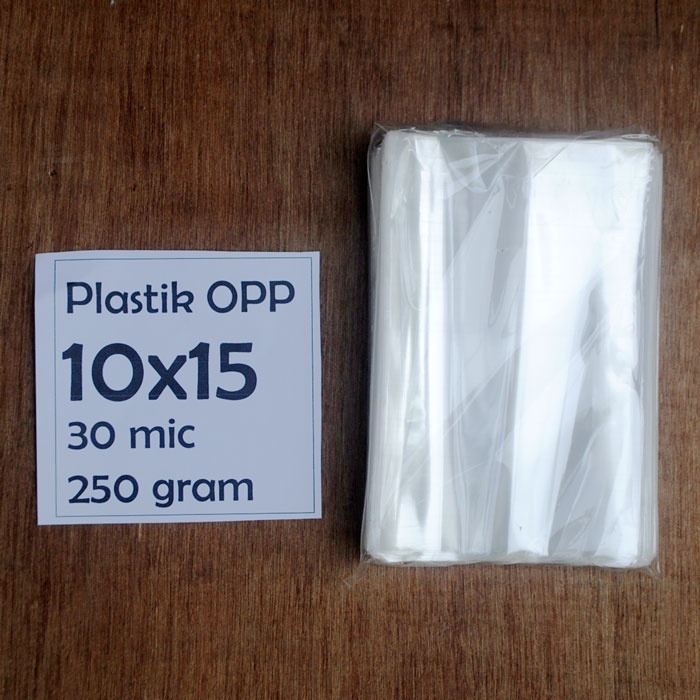 Plastik OPP
10x15
30 mic
250 gram